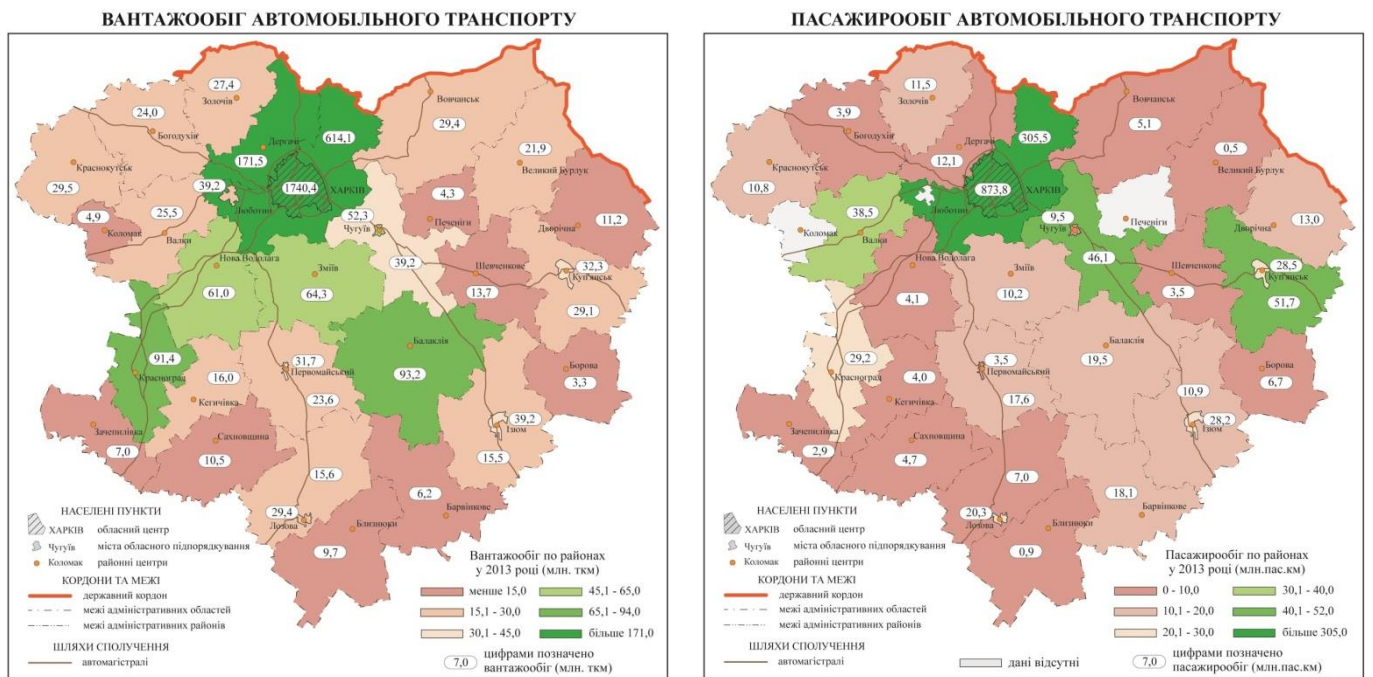 ВАНТАЖООБІГ АВТОМОБІЛЬНОГО ТРАНСПОРТУ
27,4
Золочів
24,0
Богодухів
Вовчанськ
29,4
614,1
Дергачі
171,5
21,9
Великий Бурлук
Краснокутськ
29,5
39,2
1740,4
ХАРКІВ
4,3
Печеніги
11,2
Дворічна
Люботин
25,5
Валки
4,9
Коломак
52,3
Чугуїв
Нова Водолага
61,0
Зміїв
64,3
39,2
Шевченкове
13,7
32,3
Куп'янськ
29,1
91,4
Красноград
16,0
Кегичівка
31,7
Первомайський
23,6
Балаклія
93,2
Борова
3,3
Зачепилівка
7,0
Сахновщина
10,5
15,6
39,2
Ізюм
15,5
29,4
Лозова
6,2
Барвінкове
Близнюки
9,7
НАСЕЛЕНІ ПУНКТИ
ХАРКІВ обласний центр
Чугуїв міста обласного підпорядкування
Коломак районні центри
КОРДОНИ ТА МЕЖІ
державний кордон
межі адміністративних областей
межі адміністративних районів
ШЛЯХИ СПОЛУЧЕННЯ
автомагістралі
Вантажообіг по районах
у 2013 році (млн. ткм)
менше 15,0
45,1 - 65,0
15,1 - 30,0
65,1 - 94,0
30,1 - 45,0
більше 171,0
7,0 цифрами позначено
вантажообіг (млн. ткм)
ПАСАЖИРООБІГ АВТОМОБІЛЬНОГО ТРАНСПОРТУ
11,5
Золочів
3,9
Богодухів
Вовчанськ
5,1
305,5
Дергачі
12,1
0,5
Великий Бурлук
Краснокутськ
10,8
873,8
ХАРКІВ
Люботин
Печеніги
13,0
Дворічна
38,5
Валки
Коломак
9,5
Чугуїв
46,1
Нова Водолага
4,1
Зміїв
10,2
Шевченкове
3,5
28,5
Куп'янськ
51,7
29,2
Красноград
4,0
Кегичівка
3,5
Первомайський
17,6
Балаклія
19,5
10,9
Борова
6,7
Зачепилівка
2,9
Сахновщина
4,7
7,0
28,2
Ізюм
20,3
Лозова
18,1
Барвінкове
Близнюки
0,9
НАСЕЛЕНІ ПУНКТИ
ХАРКІВ обласний центр
Чугуїв міста обласного підпорядкування
Коломак районні центри
КОРДОНИ ТА МЕЖІ
державний кордон
межі адміністративних областей
межі адміністративних районів
ШЛЯХИ СПОЛУЧЕННЯ
автомагістралі
дані відсутні
Пасажирообіг по районах
у 2013 році (млн.пас.км)
0 - 10,0
30,1 - 40,0
10,1 - 20,0
40,1 - 52,0
20,1 - 30,0
більше 305,0
7,0 цифрами позначено
пасажирообіг (млн.пас.км)